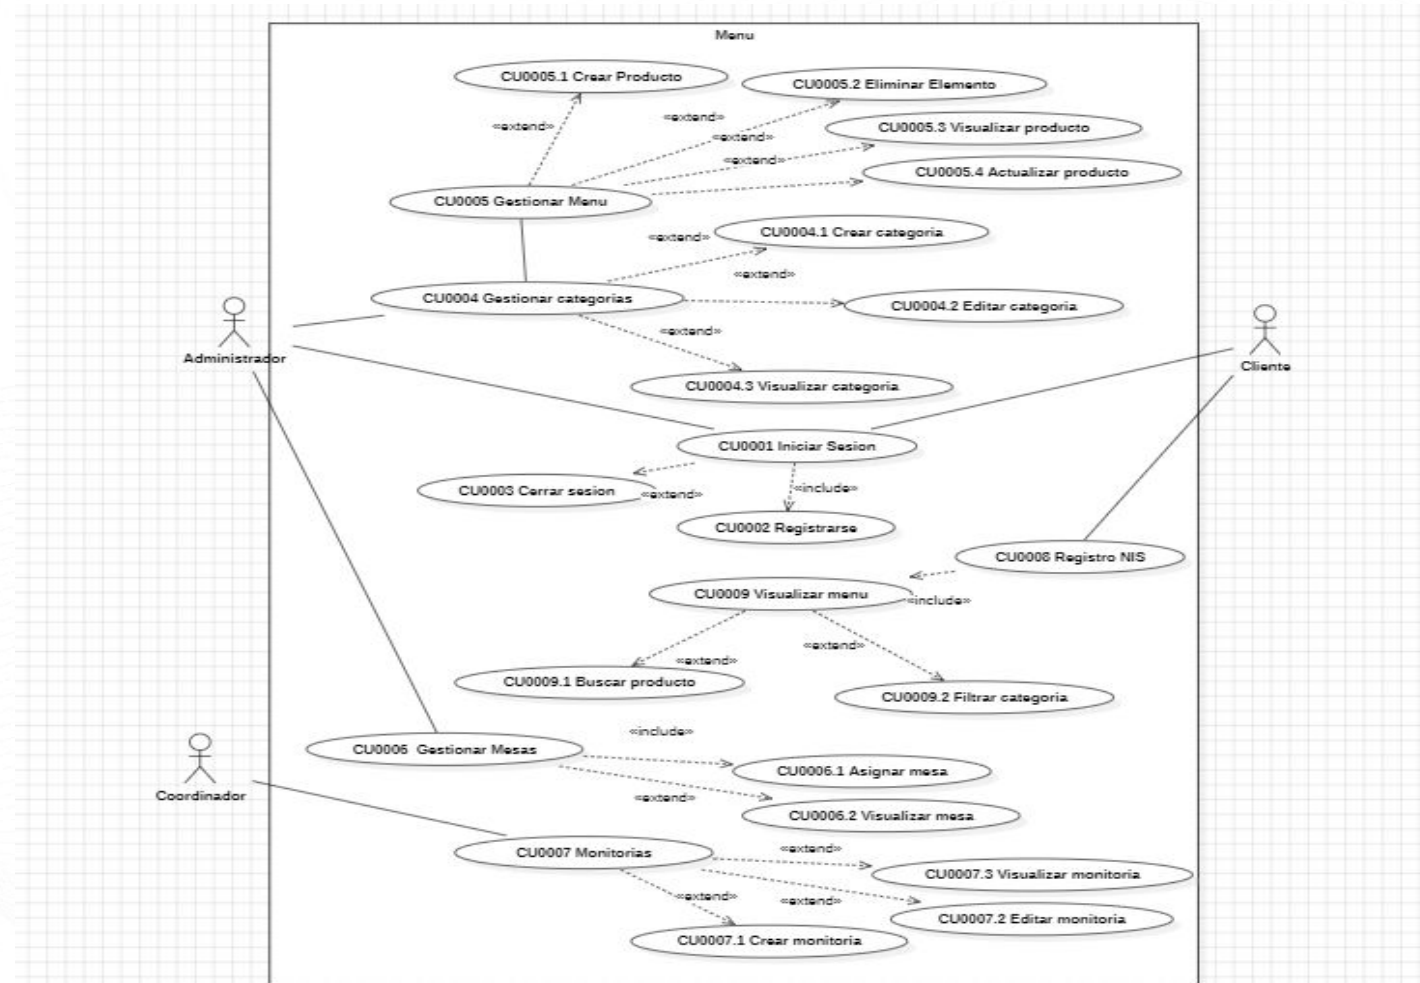 Menu
CU0005.1 Crear Producto
CU0005.2 Eliminar Elemento
«extend»
«extend»
CU0005.3 Visualizar producto
«extend»
«extend»
CU0005.4 Actualizar producto
CU0005 Gestionar Menu
CU0004.1 Crear categoria
«extend»
«extend»
CU0004 Gestionar categorias
CU0004.2 Editar categoria
«extend»
Administrador
Cliente
CU0004.3 Visualizar categoria
CU0001 Iniciar Sesion
«include»
CU0003 Cerrar sesion
«extend»
CU0002 Registrarse
CU0008 Registro NIS
CU0009 Visualizar menu
«include»
«extend»
«extend»
CU0009.1 Buscar producto
CU0009.2 Filtrar categoria
«include»
CU0006 Gestionar Mesas
CU0006.1 Asignar mesa
Coordinador
«extend»
CU0006.2 Visualizar mesa
«extend»
CU0007 Monitorias
CU0007.3 Visualizar monitoria
«extend»
«extend»
CU0007.2 Editar monitoria
CU0007.1 Crear monitoria